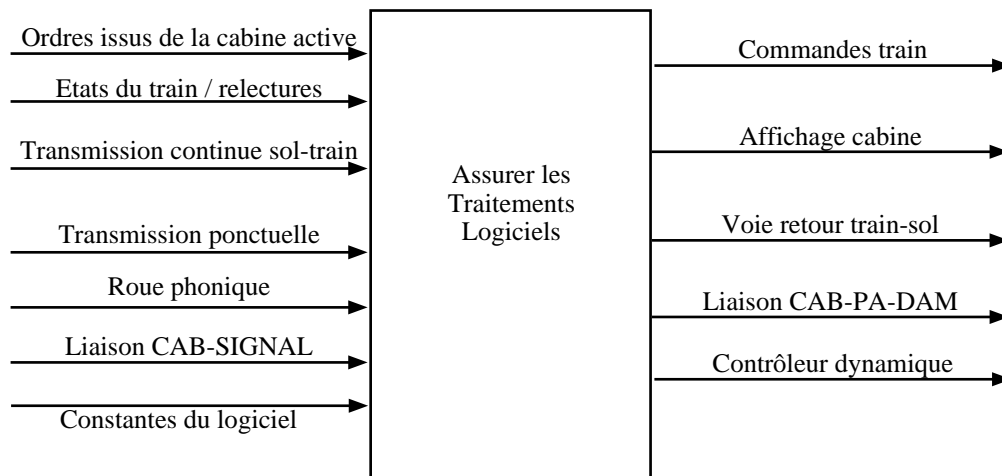 Ordres issus de la cabine active
Etats du train / relectures
Transmission continue sol-train
Transmission ponctuelle
Roue phonique
Liaison CAB-SIGNAL
Constantes du logiciel
Assurer les
Traitements
Logiciels
Commandes train
Affichage cabine
Voie retour train-sol
Liaison CAB-PA-DAM
Contrôleur dynamique